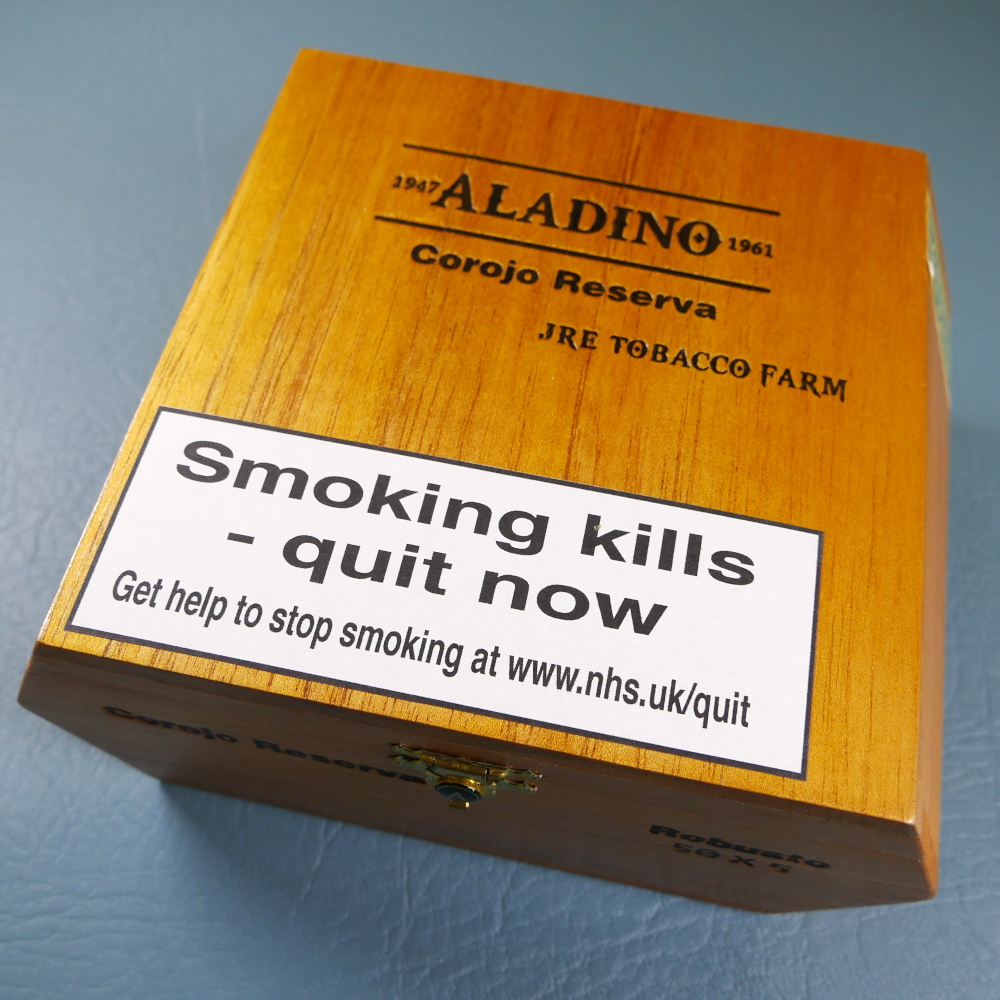 1947 ALADINO 1961
Corojo Reserva
JRE TOBACCO FARM
Smoking kills
- quit now
Get help to stop smoking at www.nhs.uk/quit
Corojo Reserva
Robusto
50 x 5